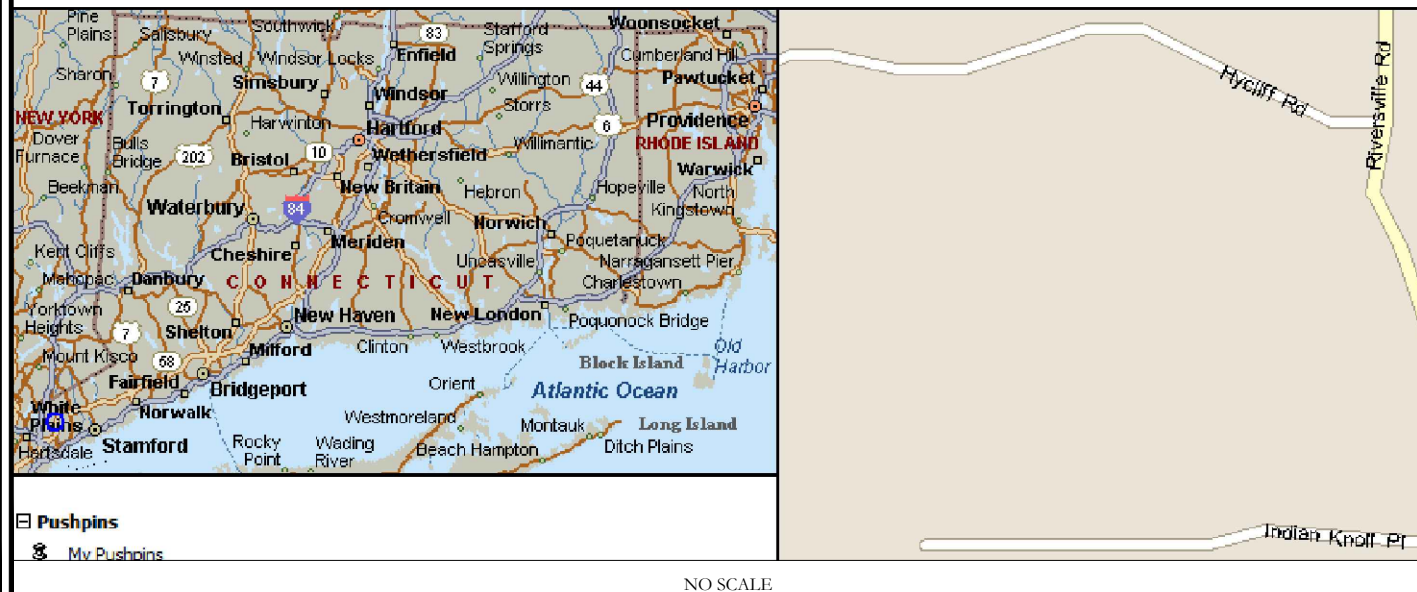 Pine
Plains
Salisbury
Southwick
83
Stafford
Springs
Woonsocket
Winsted
Windsor Locks
Enfield
Cumberland Hill
Sharon
7
Simsbury
Willington
44
Pawtucket
Torrington
Windsor
Storrs
NEW YORK
Harwinton
Hartford
6
Providence
Dover
Furnace
Bulls
Bridge
202
Bristol
10
Wethersfield
Willimantic
RHODE ISLAND
Warwick
Beekman
New Britain
Hebron
Hopeville
North
Kingstown
Waterbury
84
Cromwell
Norwich
Kent Cliffs
Cheshire
Meriden
Poquetanuck
Uncasville
Narragansett Pier
Mahopac
Danbury
CONNECTICUT
Charlestown
Yorktown
Heights
25
7
Shelton
New Haven
New London
Poquonock Bridge
Mount Kisco
58
Milford
Clinton
Westbrook
Block Island
Old
Harbor
Fairfield
Bridgeport
Orient
Atlantic Ocean
White
Plains
Norwalk
Westmoreland
Montauk
Long Island
Hartsdale
Stamford
Rocky
Point
Wading
River
Beach Hampton
Ditch Plains
Hycliff Rd
Riversville Rd
Indian Knoll Pl
Pushpins
My Pushpins
NO SCALE